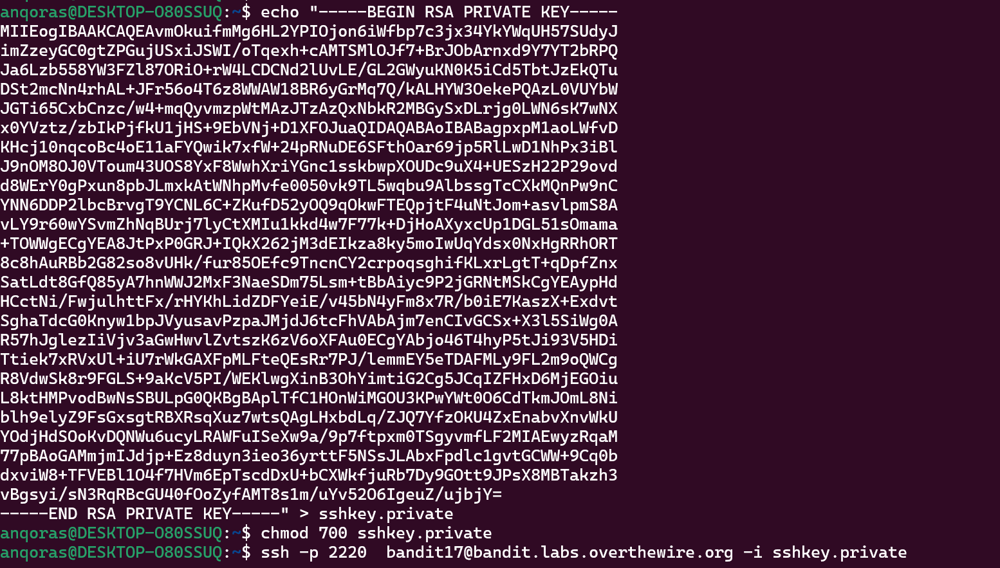 anqoras@DESKTOP-O80SSUQ:~$ echo "-----BEGIN RSA PRIVATE KEY-----
MIIEogIBAAKCAQEAvmOkuifmMg6HL2YPIOjon6iWfbp7c3jx34YkYWqUH57SUdyJ
imZzeyGC0gtZPGujUSxiJSWI/oTqexh+cAMTSMlOJf7+BrJObArnxd9Y7YT2bRPQ
Ja6Lzb558YW3FZl87ORiO+rW4LCDCNd2lUvLE/GL2GWyuKN0K5iCd5TbtJzEkQTu
DSt2mcNn4rhAL+JFr56o4T6z8WWAW18BR6yGrMq7Q/kALHYW3OekePQAzL0VUYbW
JGTi65CxbCnzc/w4+mqQyvmzpWtMAzJTzAzQxNbkR2MBGySxDLrjg0LWN6sK7wNX
x0YVztz/zbIkPjfkU1jHS+9EbVNj+D1XFOJuaQIDAQABAoIBABagpxpM1aoLWfvD
KHcj10nqcoBc4oE11aFYQwik7xfW+24pRNuDE6SFthOar69jp5RlLwD1NhPx3iBl
J9nOM8OJ0VToum43UOS8YxF8WwhXriYGnc1sskbwpXOUDc9uX4+UESzH22P29ovd
d8WErY0gPxun8pbJLmxkAtWNhpMvfe0050vk9TL5wqbu9AlbssgTcCXkMQnPw9nC
YNN6DDP2lbcBrvgT9YCNL6C+ZKufD52yOQ9qOkwFTEQpjtF4uNtJom+asvlpmS8A
vLY9r60wYSvmZhNqBUrj7lyCtXMIu1kkd4w7F77k+DjHoAXyxcUp1DGL51sOmama
+TOWWgECgYEA8JtPxP0GRJ+IQkX262jM3dEIkza8ky5moIwUqYdsx0NxHgRRhORT
8c8hAuRBb2G82so8vUHk/fur85OEfc9TncnCY2crpoqsghifKLxrLgtT+qDpfZnx
SatLdt8GfQ85yA7hnWWJ2MxF3NaeSDm75Lsm+tBbAiyc9P2jGRNtMSkCgYEAypHd
HCctNi/FwjulhttFx/rHYKhLidZDFYeiE/v45bN4yFm8x7R/b0iE7KaszX+Exdvt
SghaTdcG0Knyw1bpJVyusavPzpaJMjdJ6tcFhVAbAjm7enCIvGCSx+X3l5SiWg0A
R57hJglezIiVjv3aGwHwvlZvtszK6zV6oXFAu0ECgYAbjo46T4hyP5tJi93V5HDi
Ttiek7xRVxUl+iU7rWkGAXFpMLFteQEsRr7PJ/lemmEY5eTDAFMLy9FL2m9oQWCg
R8VdwSk8r9FGLS+9aKcV5PI/WEKlwgXinB3OhYimtiG2Cg5JCqIZFHxD6MjEGOiu
L8ktHMPvodBwNsSBULpG0QKBgBAplTfC1HOnWiMGOU3KPwYWt0O6CdTkmJOmL8Ni
blh9elyZ9FsGxsgtRBXRsqXuz7wtsQAgLHxbdLq/ZJQ7YfzOKU4ZxEnabvXnvWkU
YOdjHdSOoKvDQNWu6ucyLRAWFuISeXw9a/9p7ftpxm0TSgyvmfLF2MIAEwyzRqaM
77pBAoGAMmjmIJdjp+Ez8duyn3ieo36yrttF5NSsJLAbxFpdlc1gvtGCWW+9Cq0b
dxviW8+TFVEBl1O4f7HVm6EpTscdDxU+bCXWkfjuRb7Dy9GOtt9JPsX8MBTakzh3
vBgsyi/sN3RqRBcGU40fOoZyfAMT8s1m/uYv52O6IgeuZ/ujbjY=
-----END RSA PRIVATE KEY-----" > sshkey.private
anqoras@DESKTOP-O80SSUQ:~$ chmod 700 sshkey.private
anqoras@DESKTOP-O80SSUQ:~$ ssh -p 2220  bandit17@bandit.labs.overthewire.org -i sshkey.private